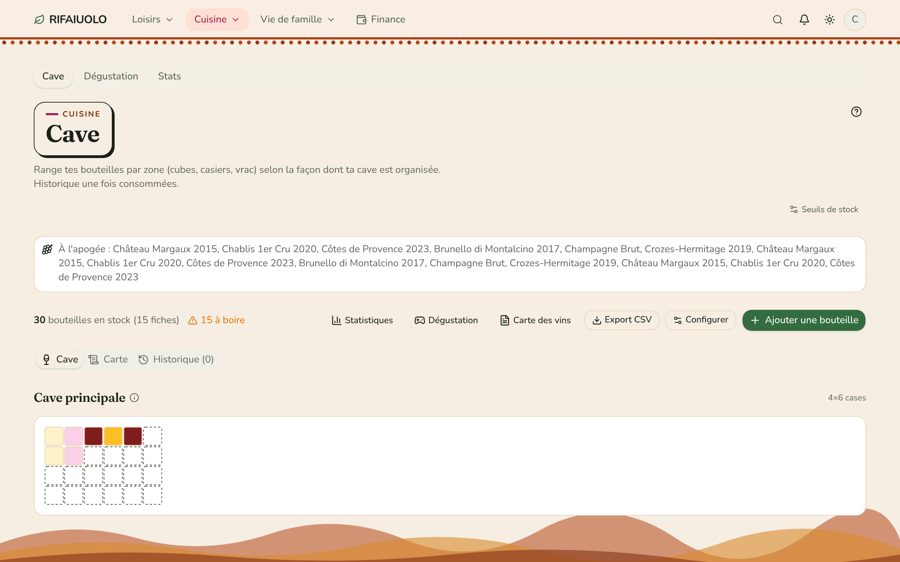 RIFAIUOLO Loisirs Cuisine Vie de famille Finance C
Cave Dégustation Stats
CUISINE
Cave
Range tes bouteilles par zone (cubes, casiers, vrac) selon la façon dont ta cave est organisée.
Historique une fois consommées.
Seuils de stock
À l'apogée : Château Margaux 2015, Chablis 1er Cru 2020, Côtes de Provence 2023, Brunello di Montalcino 2017, Champagne Brut, Crozes-Hermitage 2019, Château Margaux
2015, Chablis 1er Cru 2020, Côtes de Provence 2023, Brunello di Montalcino 2017, Champagne Brut, Crozes-Hermitage 2019, Château Margaux 2015, Chablis 1er Cru 2020, Côtes
de Provence 2023
30 bouteilles en stock (15 fiches) 15 à boire Statistiques Dégustation Carte des vins Export CSV Configurer Ajouter une bouteille
Cave Carte Historique (0)
Cave principale 4×6 cases